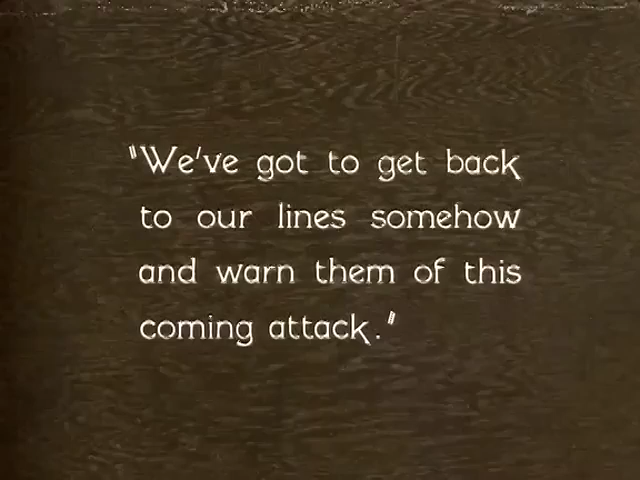 "We've got to get back
to our lines somehow
and warn them of this
coming attack."